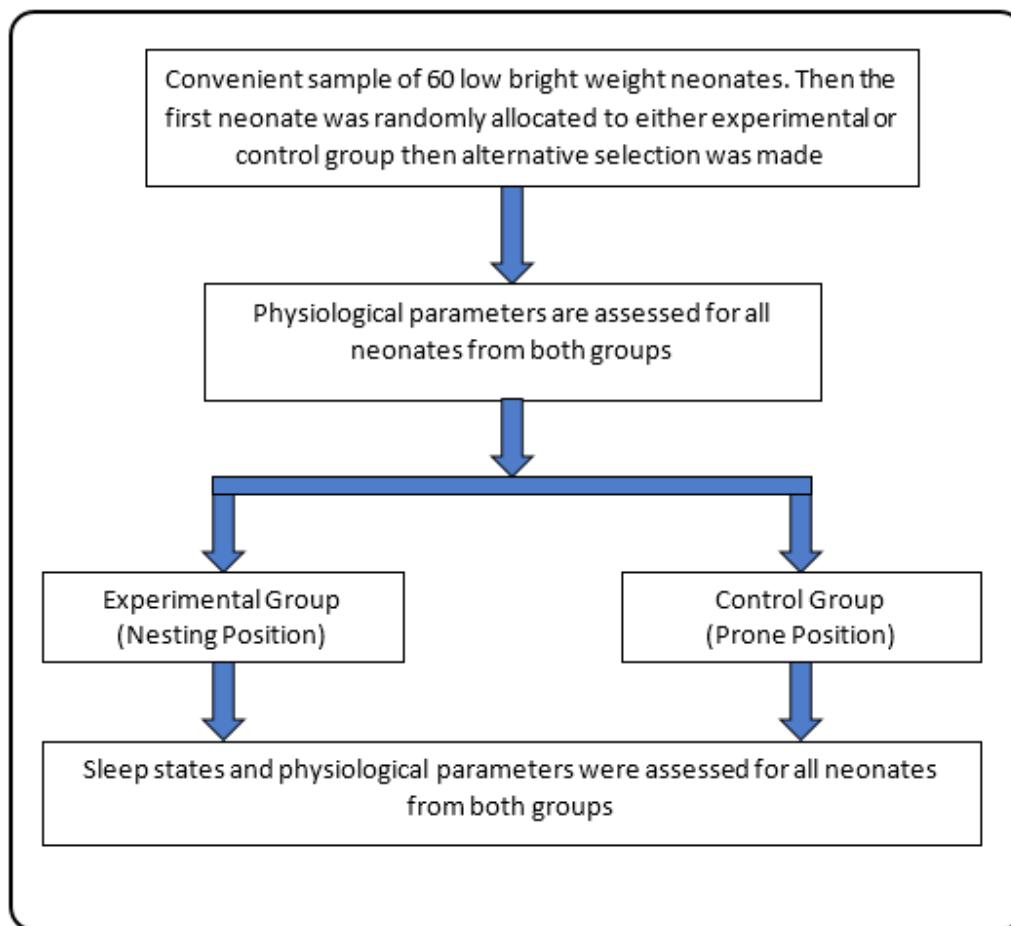 Convenient sample of 60 low bright weight neonates. Then the
first neonate was randomly allocated to either experimental or
control group then alternative selection was made
Physiological parameters are assessed for all
neonates from both groups
Experimental Group
(Nesting Position)
Control Group
(Prone Position)
Sleep states and physiological parameters were assessed for all neonates
from both groups